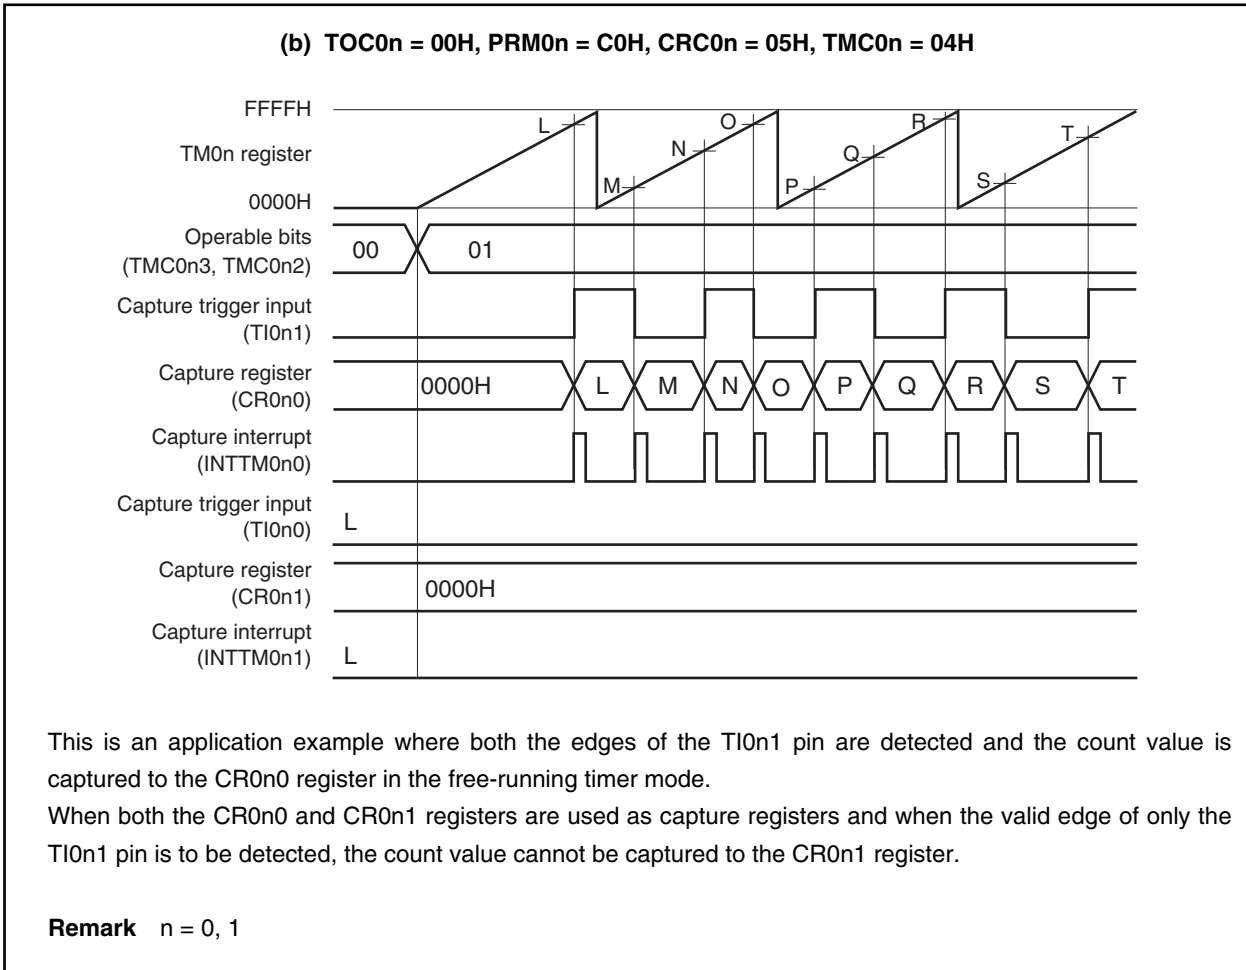 (b) TOC0n = 00H, PRM0n = C0H, CRC0n = 05H, TMC0n = 04H
FFFFH
TM0n register
0000H
L M N O P Q R S T
Operable bits
(TMC0n3, TMC0n2)
00 01
Capture trigger input
(TI0n1)
Capture register
(CR0n0)
0000H L M N O P Q R S T
Capture interrupt
(INTTM0n0)
Capture trigger input
(TI0n0)
L
Capture register
(CR0n1)
0000H
Capture interrupt
(INTTM0n1)
L
This is an application example where both the edges of the TI0n1 pin are detected and the count value is
captured to the CR0n0 register in the free-running timer mode.
When both the CR0n0 and CR0n1 registers are used as capture registers and when the valid edge of only the
TI0n1 pin is to be detected, the count value cannot be captured to the CR0n1 register.
Remark n = 0, 1